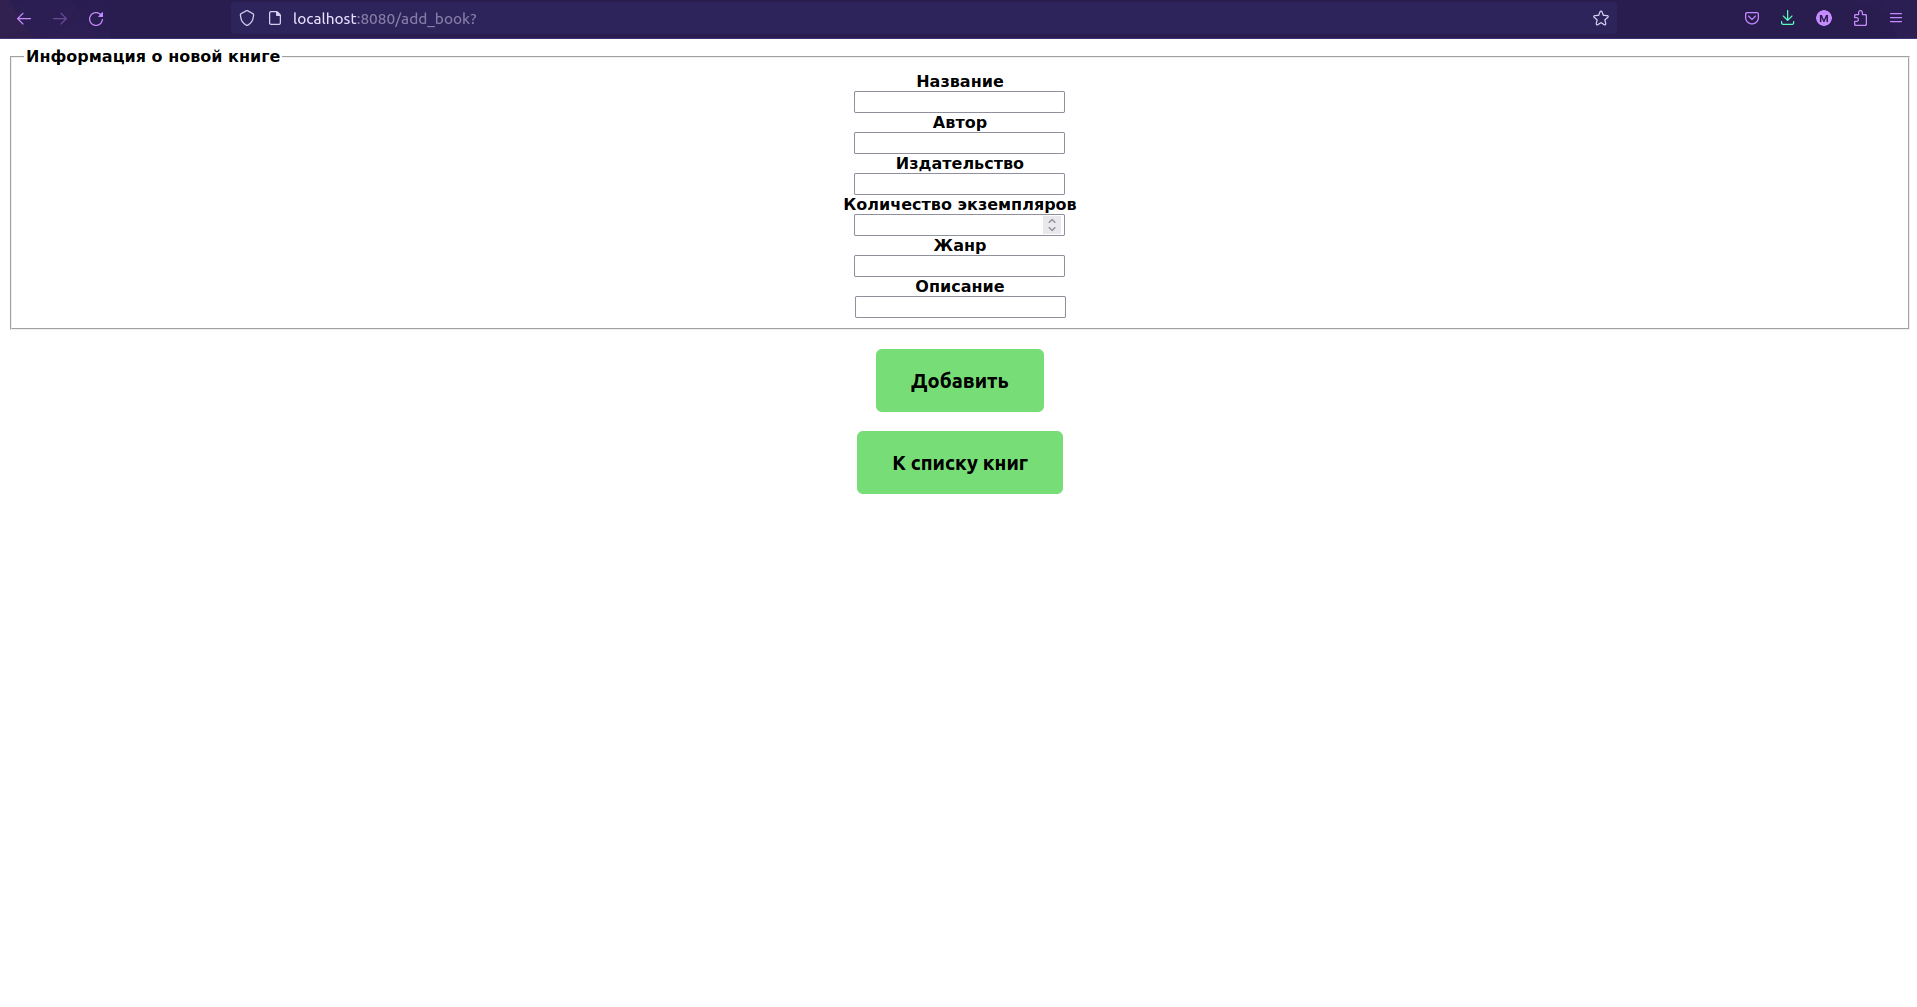 localhost:8080/add_book?
M
Информация о новой книге
Название
Автор
Издательство
Количество экземпляров
Жанр
Описание
Добавить
К списку книг